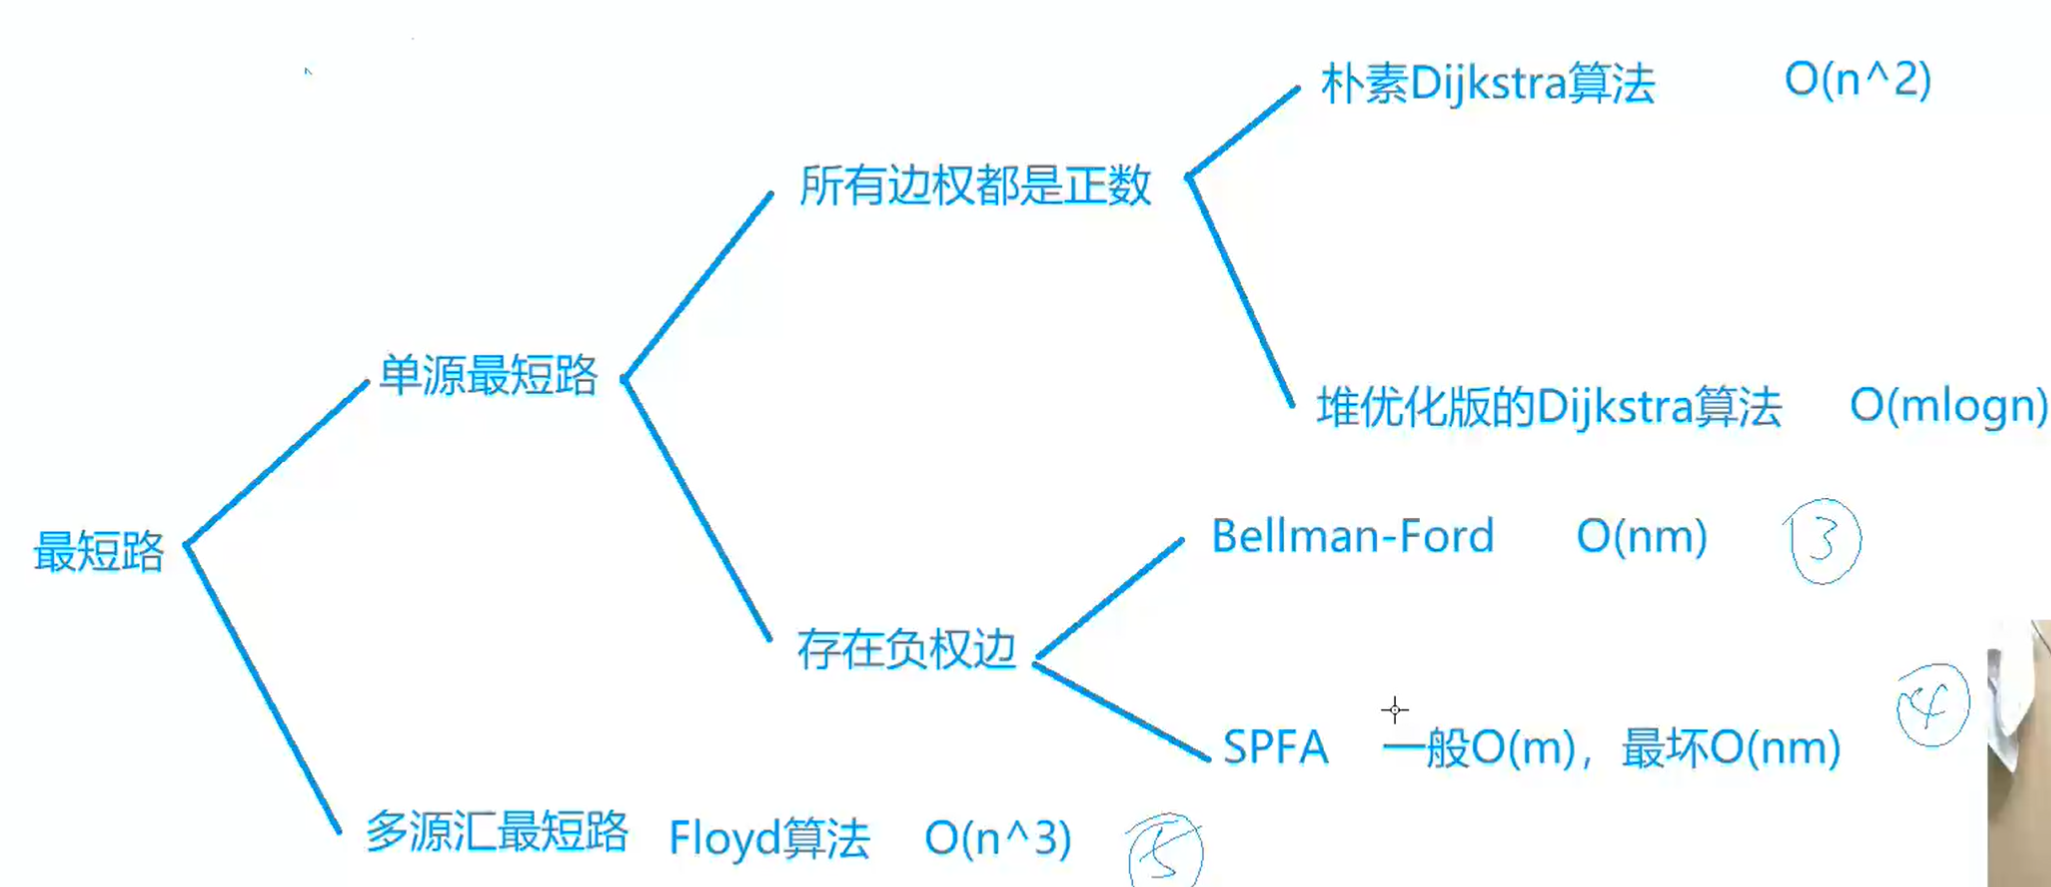 朴素Dijkstra算法 O(n^2)
所有边权都是正数
单源最短路
堆优化版的Dijkstra算法 O(mlogn)
最短路
Bellman-Ford O(nm) 3
存在负权边
SPFA 一般O(m)，最坏O(nm) 4
多源汇最短路 Floyd算法 O(n^3) 5